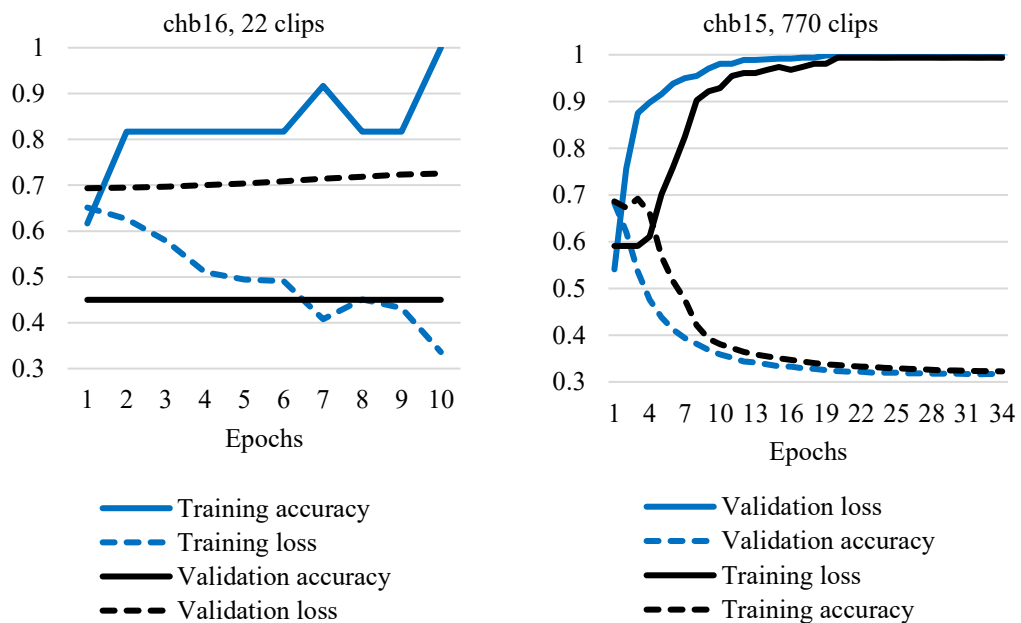 chb16, 22 clips
1
0.9
0.8
0.7
0.6
0.5
0.4
0.3
1 2 3 4 5 6 7 8 9 10
Epochs
Training accuracy
Training loss
Validation accuracy
Validation loss
chb15, 770 clips
1
0.9
0.8
0.7
0.6
0.5
0.4
0.3
1 4 7 10 13 16 19 22 25 28 31 34
Epochs
Validation loss
Validation accuracy
Training loss
Training accuracy